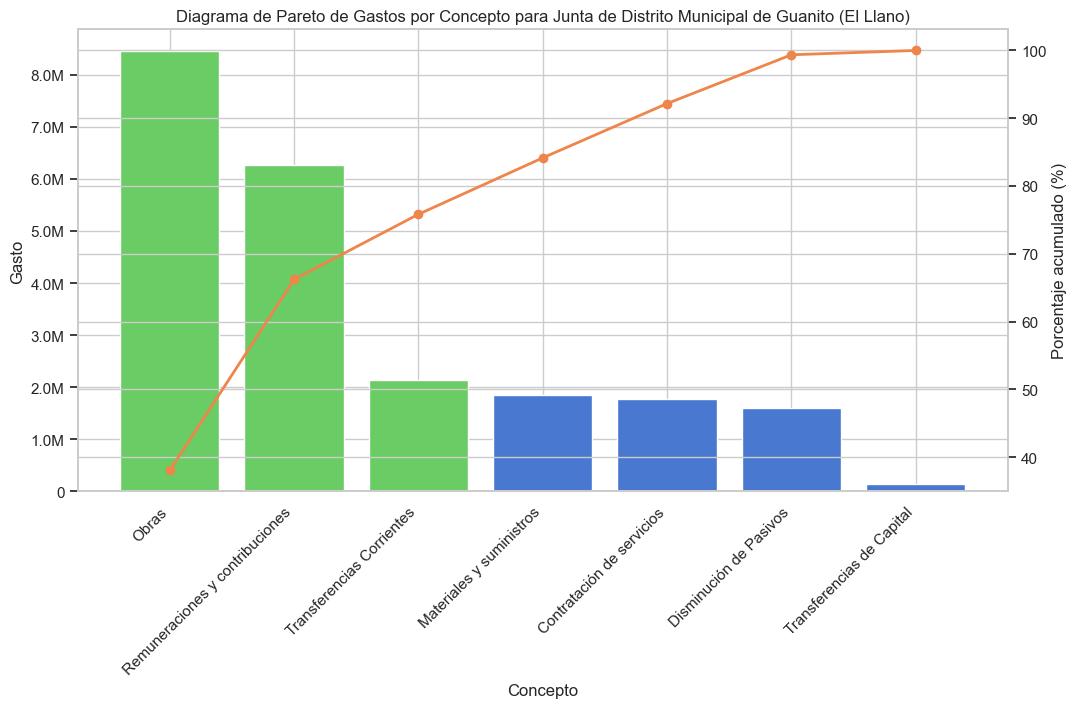 Diagrama de Pareto de Gastos por Concepto para Junta de Distrito Municipal de Guanito (El Llano)
Gasto
8.0M
7.0M
6.0M
5.0M
4.0M
3.0M
2.0M
1.0M
0
Porcentaje acumulado (%)
100
90
80
70
60
50
40
Obras
Remuneraciones y contribuciones
Transferencias Corrientes
Materiales y suministros
Contratación de servicios
Disminución de Pasivos
Transferencias de Capital
Concepto